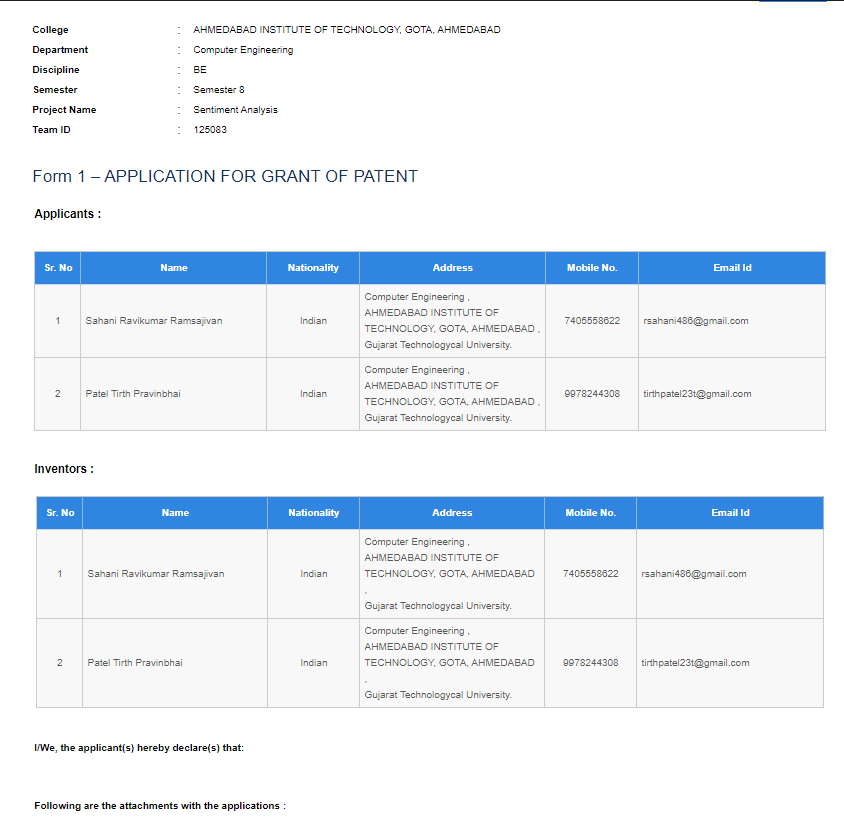 College : AHMEDABAD INSTITUTE OF TECHNOLOGY, GOTA, AHMEDABAD
Department : Computer Engineering
Discipline : BE
Semester : Semester 8
Project Name : Sentiment Analysis
Team ID : 125083
Form 1 – APPLICATION FOR GRANT OF PATENT
Applicants :
Sr. No Name Nationality Address Mobile No. Email Id
Computer Engineering ,
AHMEDABAD INSTITUTE OF
1 Sahani Ravikumar Ramsajivan Indian TECHNOLOGY, GOTA, AHMEDABAD , 7405558622 rsahani486@gmail.com
Gujarat Technologycal University.
Computer Engineering ,
AHMEDABAD INSTITUTE OF
2 Patel Tirth Pravinbhai Indian TECHNOLOGY, GOTA, AHMEDABAD , 9978244308 tirthpatel23t@gmail.com
Gujarat Technologycal University.
Inventors :
Sr. No Name Nationality Address Mobile No. Email Id
Computer Engineering ,
AHMEDABAD INSTITUTE OF
1 Sahani Ravikumar Ramsajivan Indian TECHNOLOGY, GOTA, AHMEDABAD 7405558622 rsahani486@gmail.com
,
Gujarat Technologycal University.
Computer Engineering ,
AHMEDABAD INSTITUTE OF
2 Patel Tirth Pravinbhai Indian TECHNOLOGY, GOTA, AHMEDABAD 9978244308 tirthpatel23t@gmail.com
,
Gujarat Technologycal University.
I/We, the applicant(s) hereby declare(s) that:
Following are the attachments with the applications :